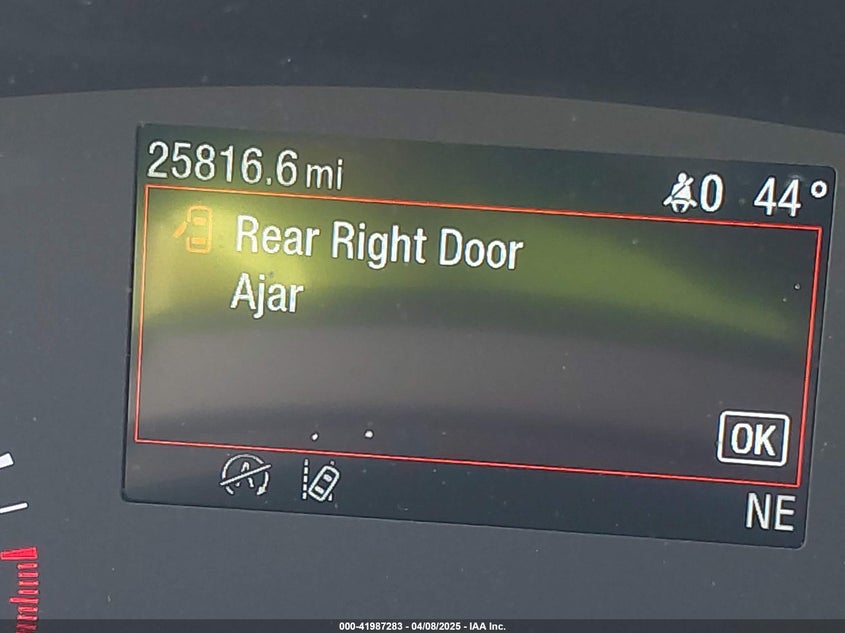 25816.6 mi
0 44°
Rear Right Door
Ajar
OK
A
NE
000-41987283 - 04/08/2025 - IAA Inc.